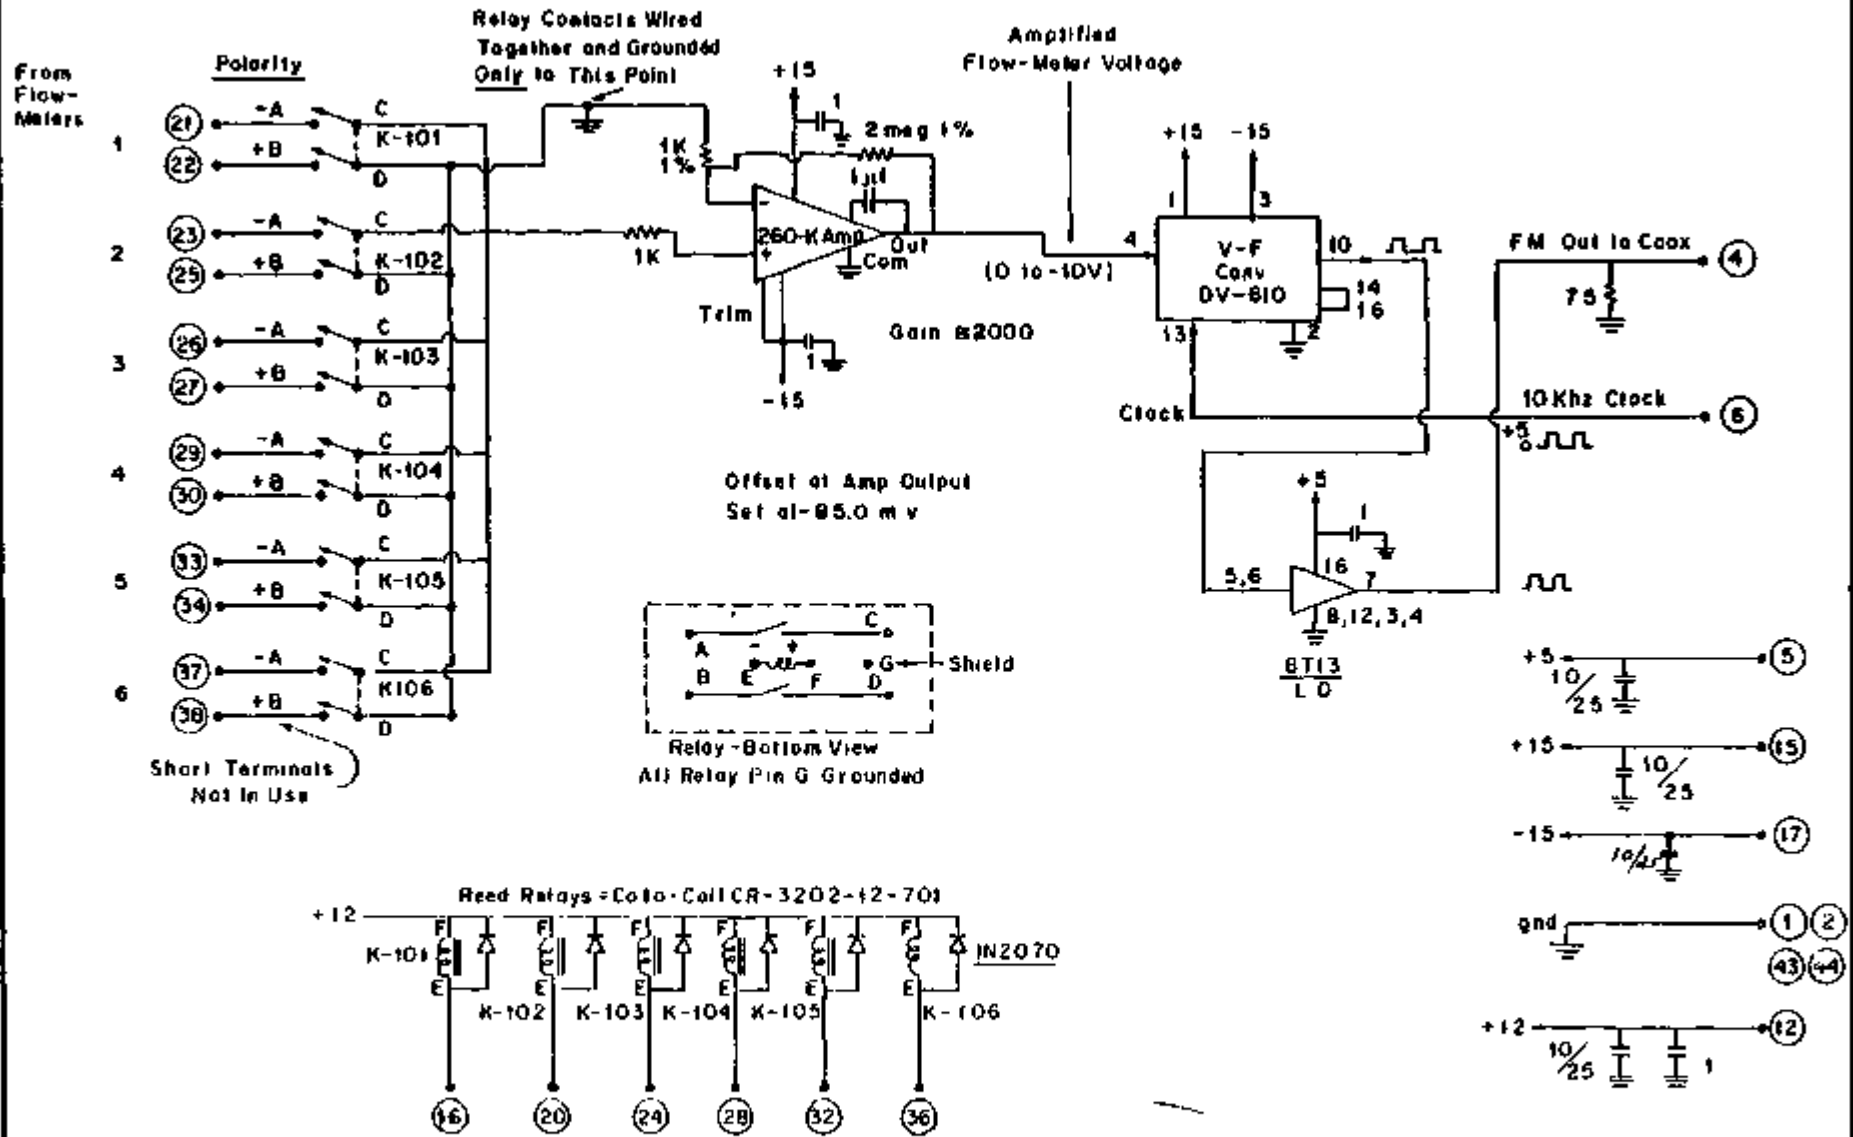 Relay Contacts Wired
Together and Grounded
Only to This Point
Amplified
Flow-Meter Voltage
From
Flow-
Meters
Polarity
+15
1
2 meg 1%
1K
1%
1µf
260-K Amp
-
+
Out
Com
1K
Trim
1
-15
Gain ≅2000
(0 to -10V)
Offset at Amp Output
Set at -85.0 mv
1
21
-A
C
K-101
22
+B
D
2
23
-A
C
K-102
25
+B
D
3
26
-A
C
K-103
27
+B
D
4
29
-A
C
K-104
30
+B
D
5
33
-A
C
K-105
34
+B
D
6
37
-A
C
K106
38
+B
D
Short Terminals
Not In Use
+15
-15
1
3
4
V-F
Conv
DV-810
10
14
16
13
2
FM Out to Coax
4
75
Clock
10Khz Clock
6
+5
0
+5
1
5,6
16
7
8,12,3,4
8T13
L D
A
C
-
+
B
E
F
G
Shield
D
Relay-Bottom View
All Relay Pin G Grounded
+5
10/25
5
+15
10/25
15
-15
10/25
17
gnd
1
2
43
44
+12
10/25
1
12
Reed Relays = Coto-Coil CR-3202-12-701
+12
F
F
F
F
F
F
K-101
1N2070
E
E
E
E
E
E
K-102
K-103
K-104
K-105
K-106
16
20
24
28
32
36